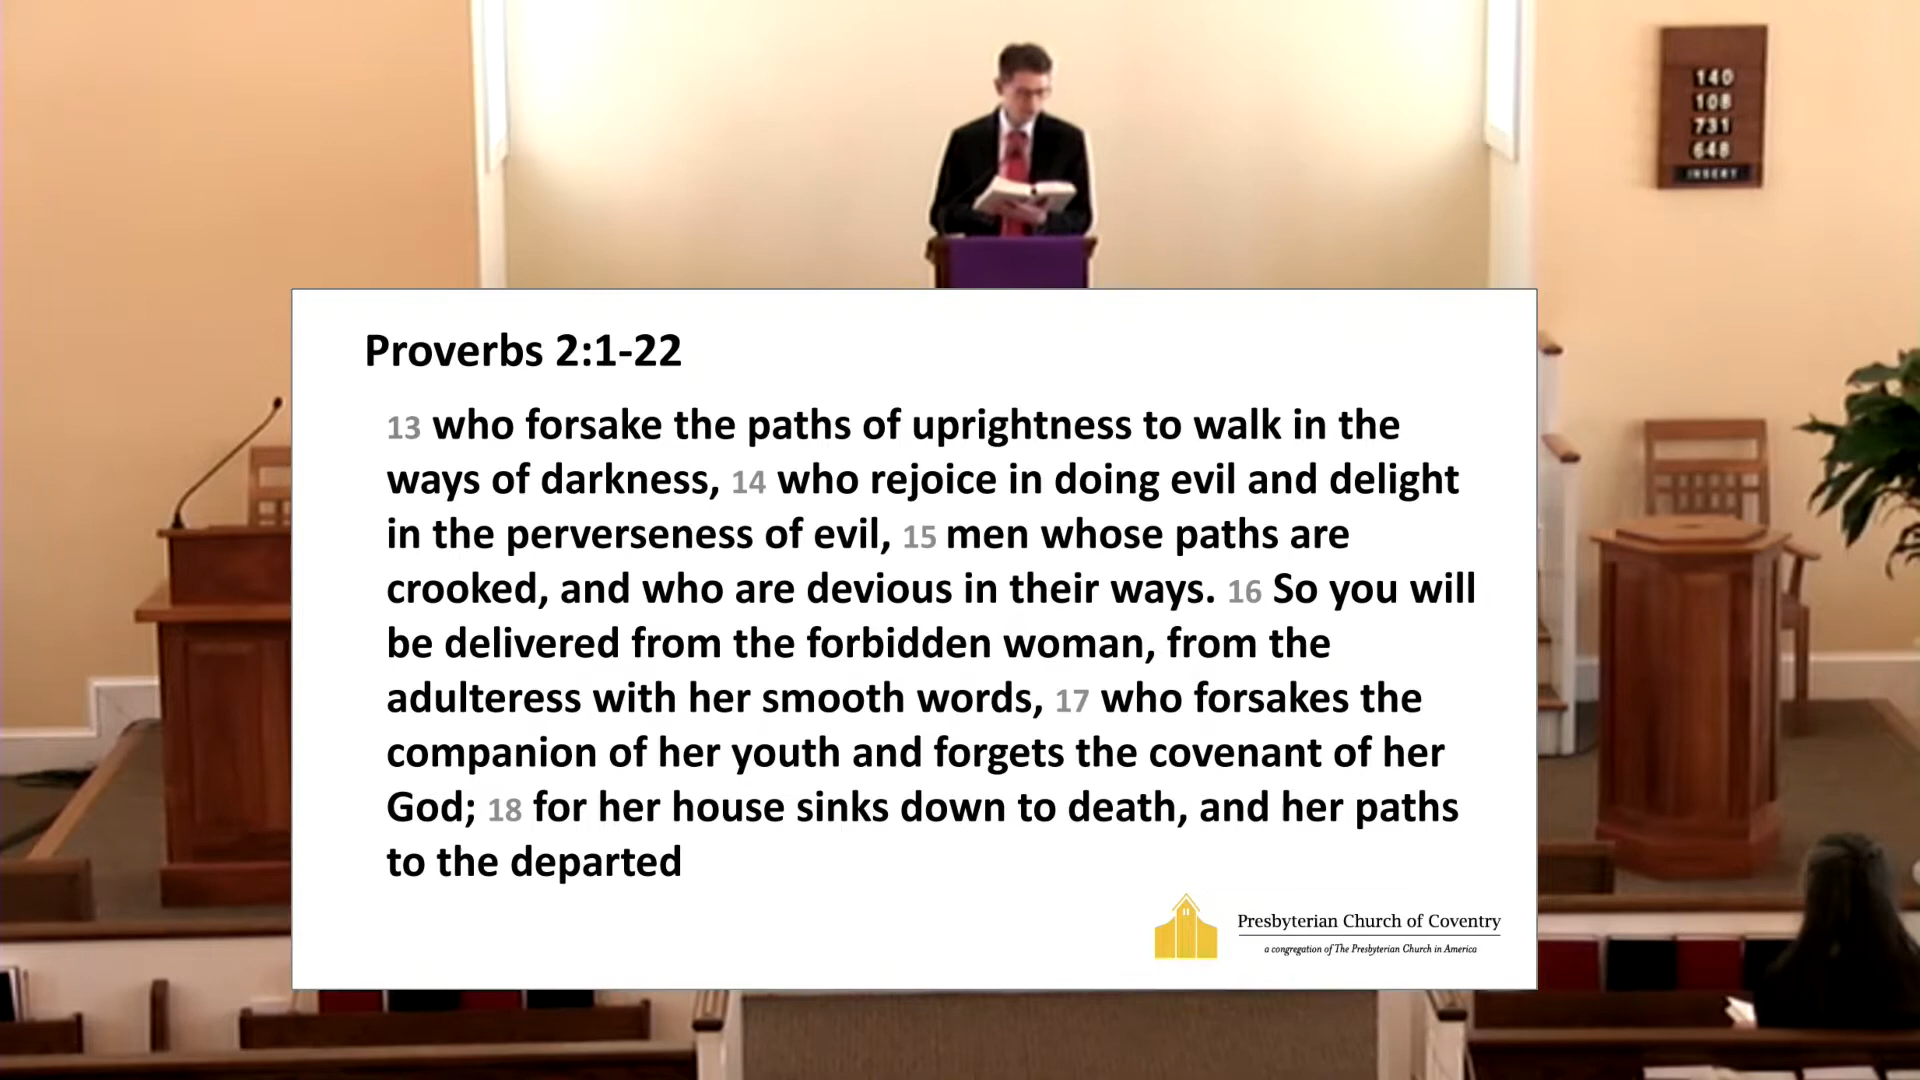 140
108
731
648
INSERT
Proverbs 2:1-22
13 who forsake the paths of uprightness to walk in the
ways of darkness, 14 who rejoice in doing evil and delight
in the perverseness of evil, 15 men whose paths are
crooked, and who are devious in their ways. 16 So you will
be delivered from the forbidden woman, from the
adulteress with her smooth words, 17 who forsakes the
companion of her youth and forgets the covenant of her
God; 18 for her house sinks down to death, and her paths
to the departed
Presbyterian Church of Coventry
a congregation of The Presbyterian Church in America